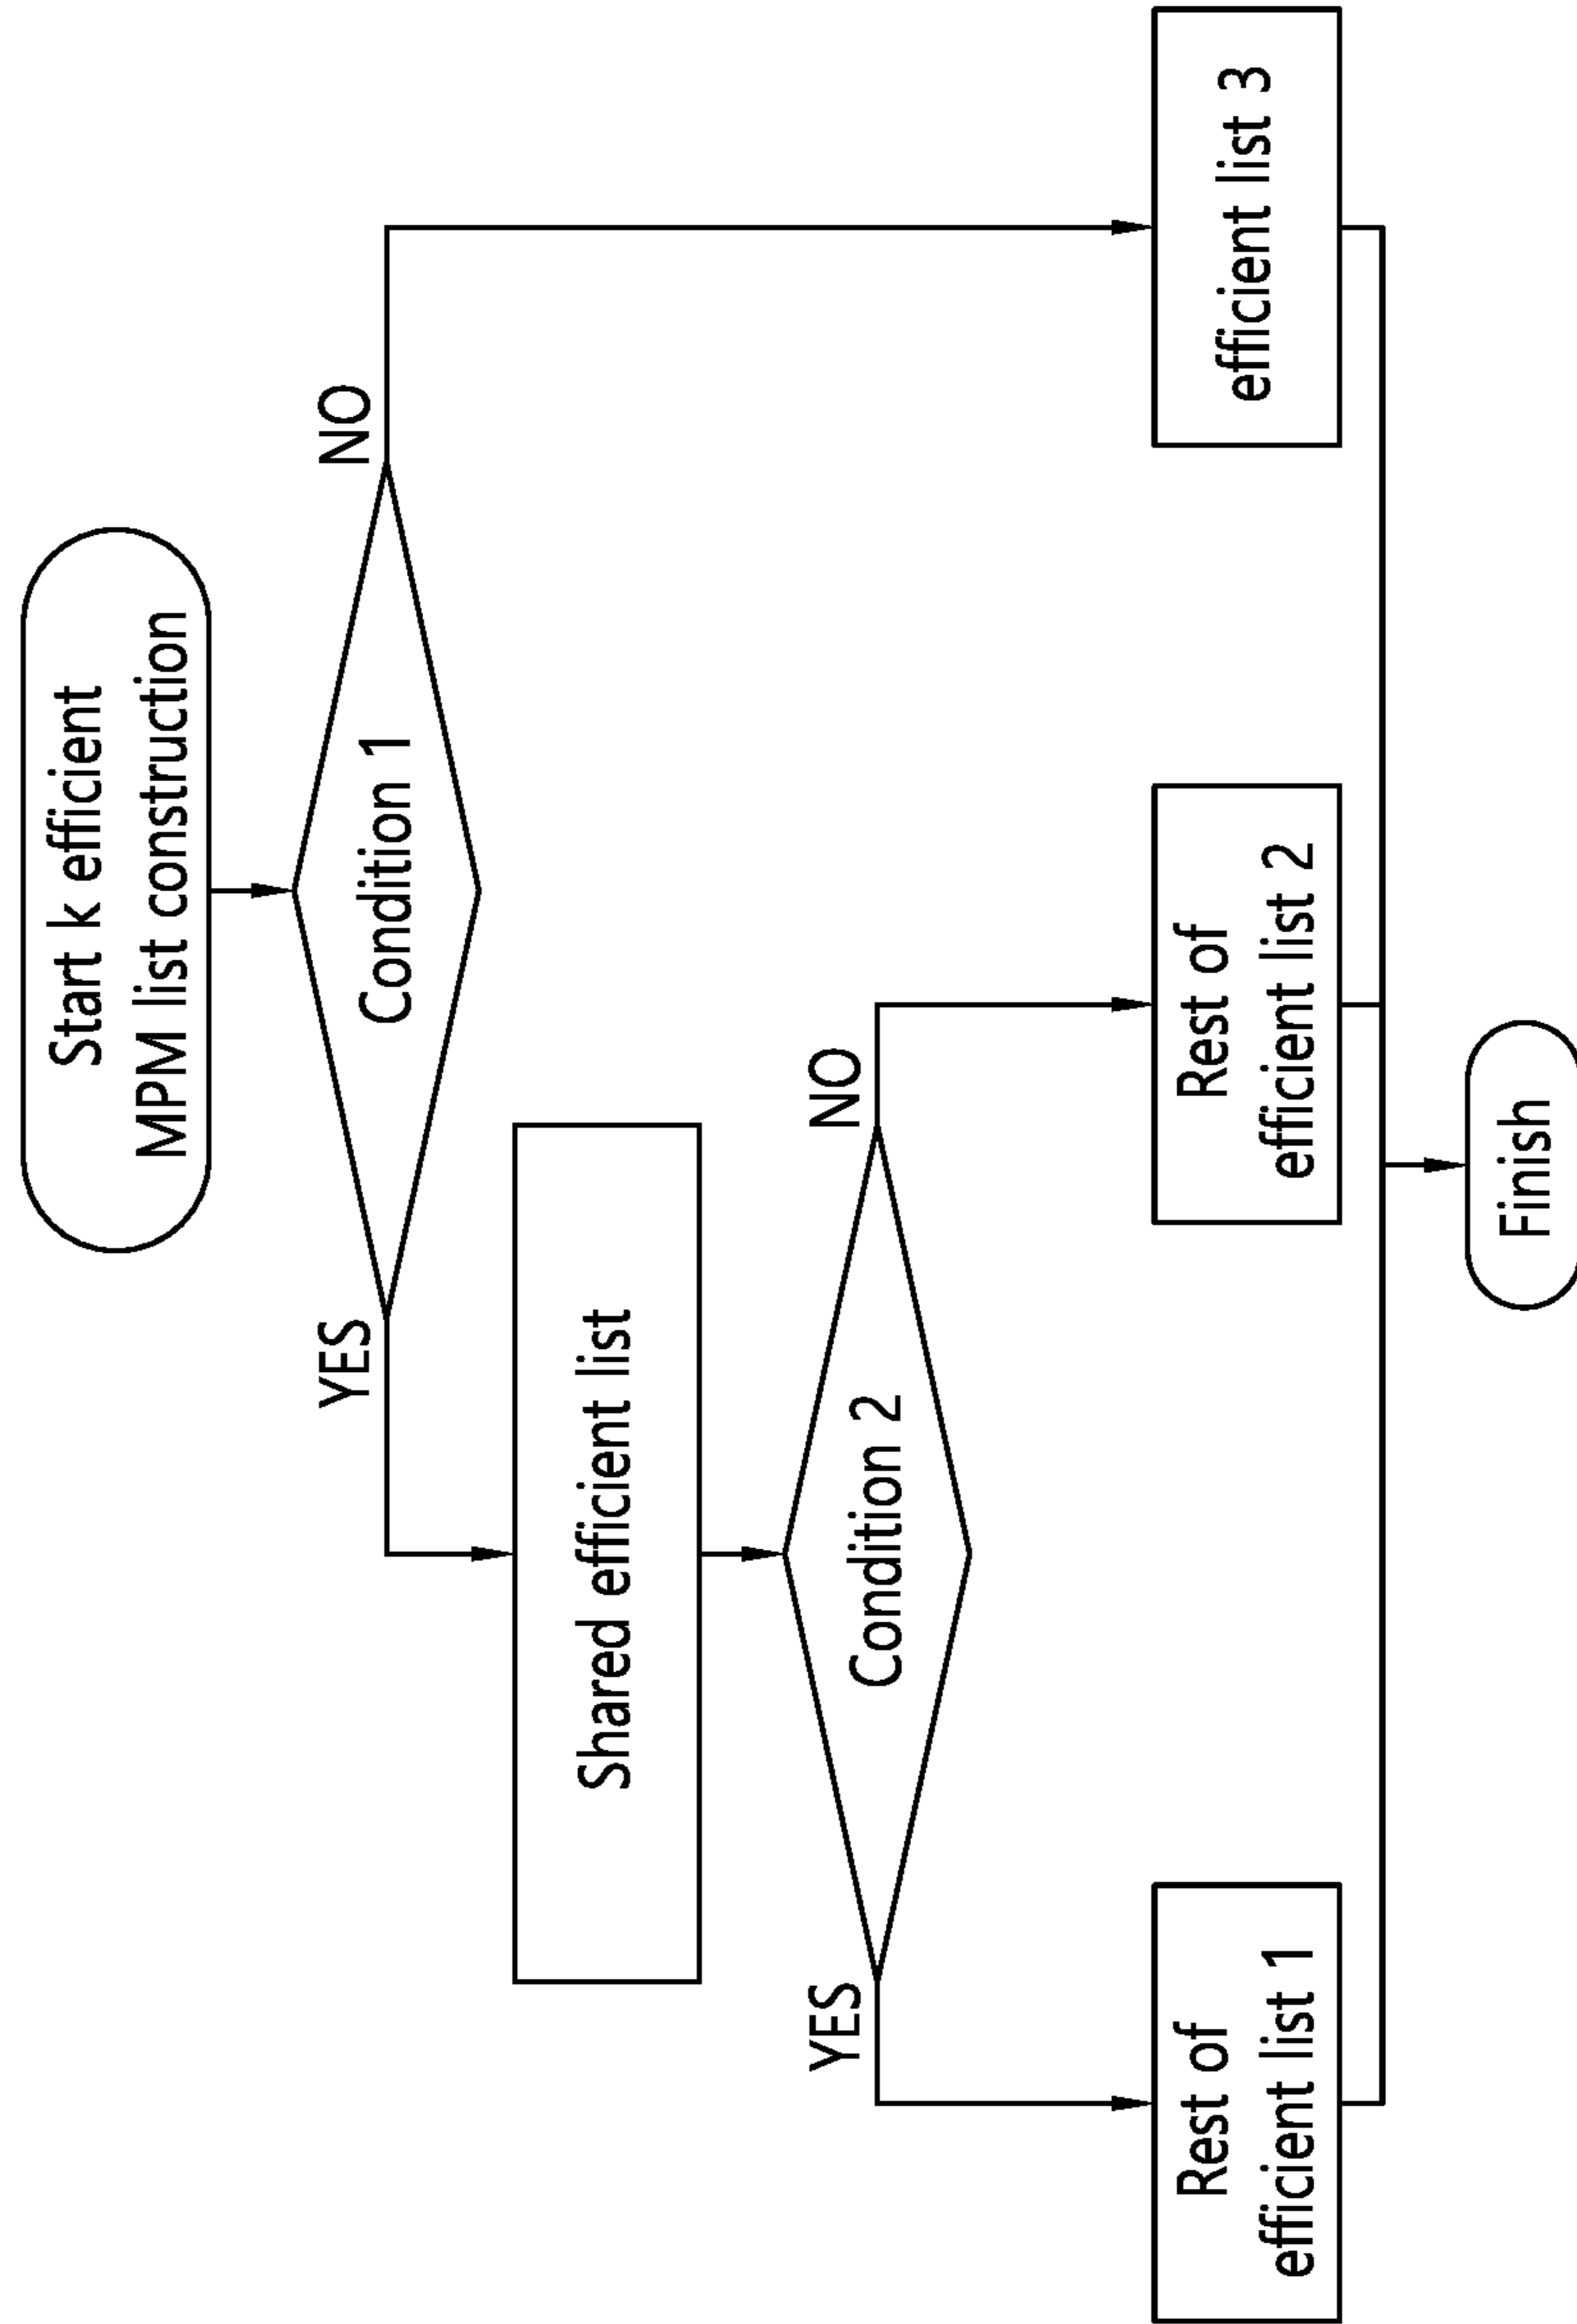 Start k efficient
MPM list construction
Condition 1
YES
NO
Shared efficient list
Condition 2
YES
NO
Rest of
efficient list 1
Rest of
efficient list 2
efficient list 3
Finish